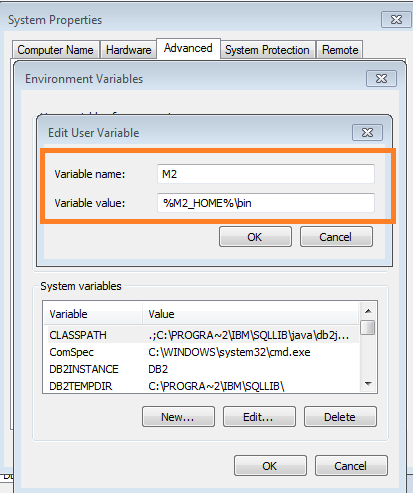 System Properties
Computer Name Hardware Advanced System Protection Remote
Environment Variables
Edit User Variable
Variable name: M2
Variable value: %M2_HOME%\bin
OK Cancel
System variables
Variable Value
CLASSPATH .;C:\PROGRA~2\IBM\SQLLIB\java\db2j...
ComSpec C:\WINDOWS\system32\cmd.exe
DB2INSTANCE DB2
DB2TEMPDIR C:\PROGRA~2\IBM\SQLLIB\
New... Edit... Delete
OK Cancel